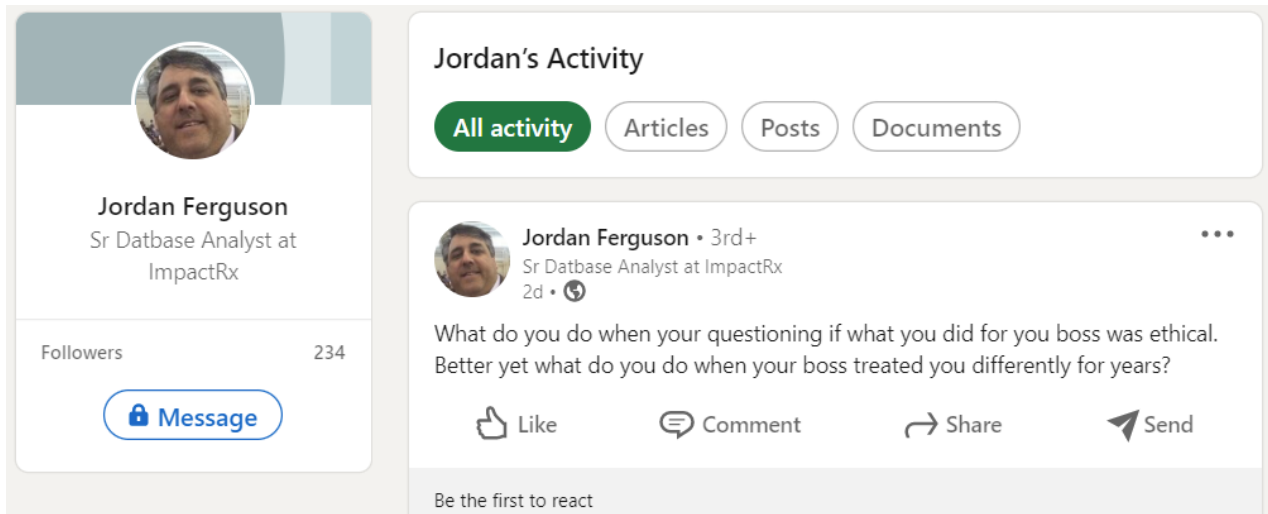 Jordan Ferguson
Sr Datbase Analyst at
ImpactRx
Followers 234
Message
Jordan’s Activity
All activity Articles Posts Documents
Jordan Ferguson • 3rd+
Sr Datbase Analyst at ImpactRx
2d •
What do you do when your questioning if what you did for you boss was ethical.
Better yet what do you do when your boss treated you differently for years?
Like Comment Share Send
Be the first to react